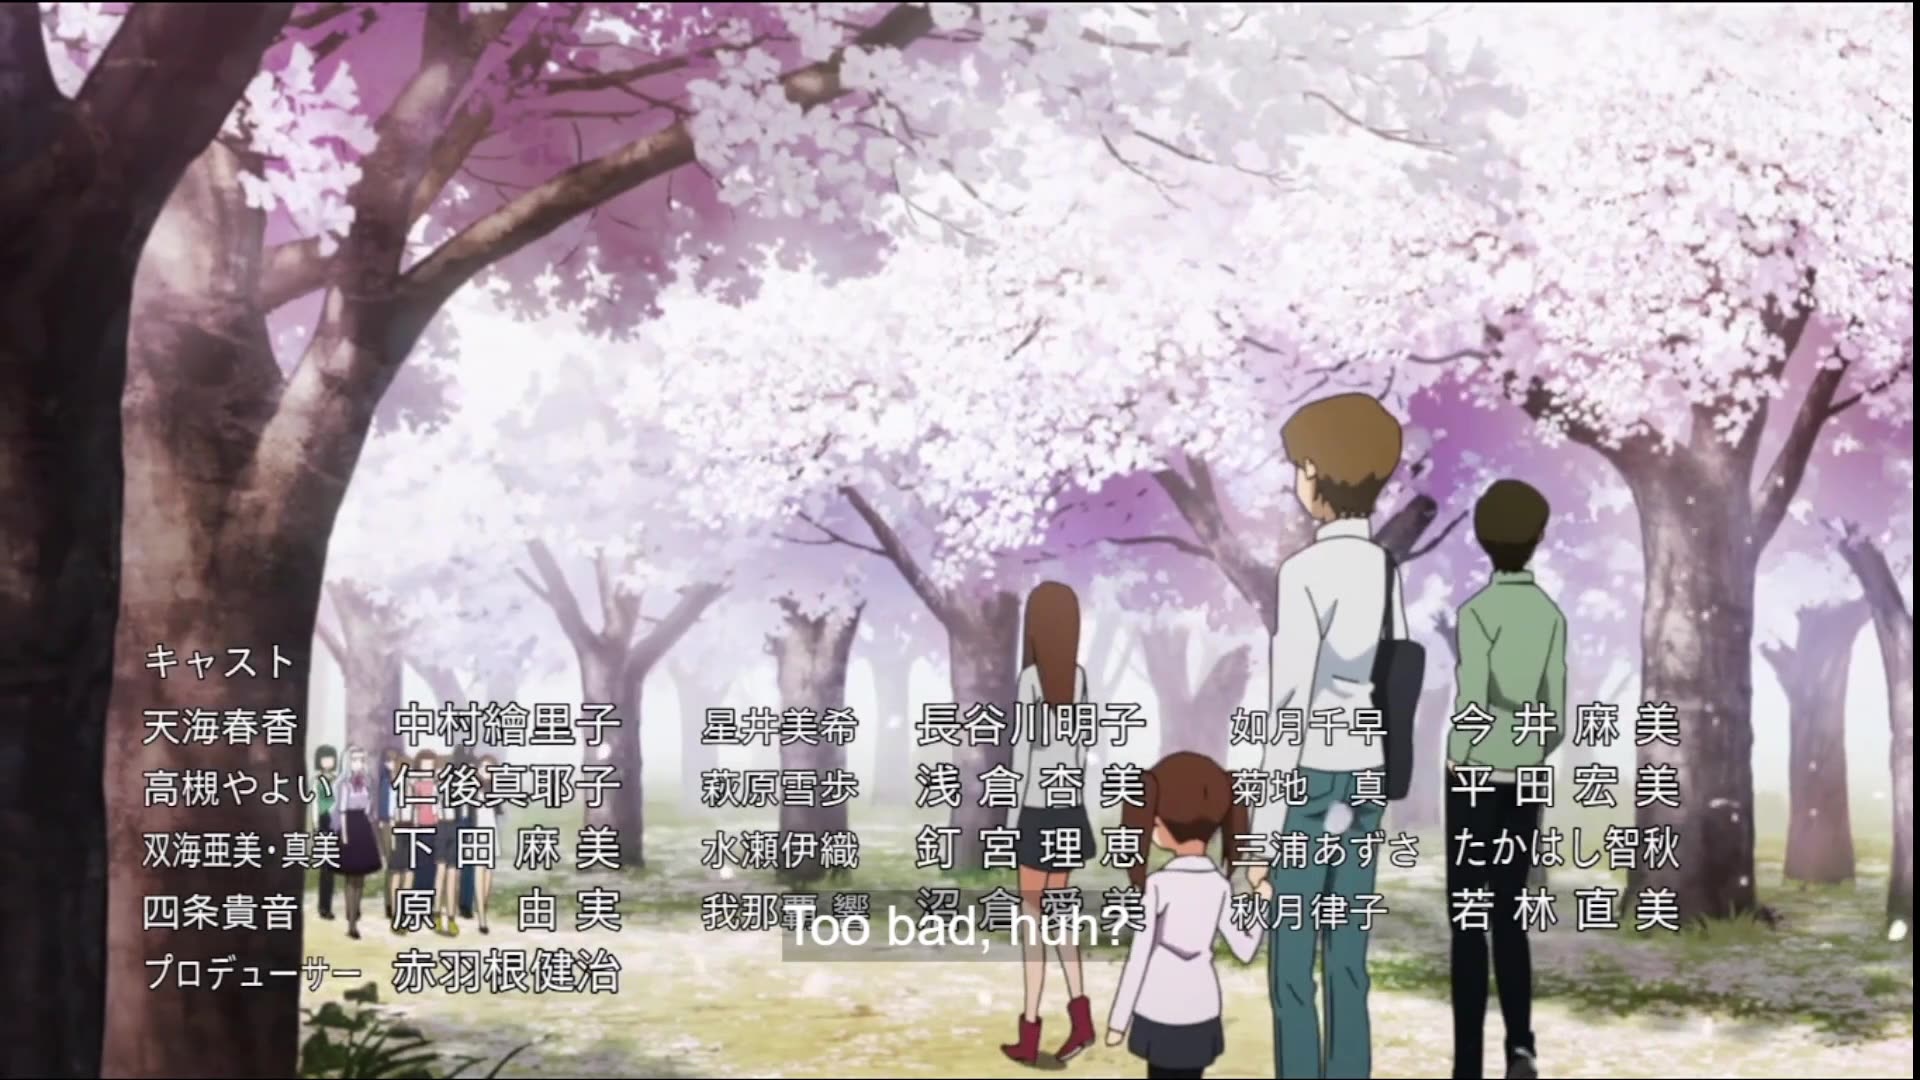 キャスト
天海春香 中村繪里子 星井美希 長谷川明子 如月千早 今井麻美
高槻やよい 仁後真耶子 萩原雪歩 浅倉杏美 菊地 真 平田宏美
双海亜美・真美 下田麻美 水瀬伊織 釘宮理恵 三浦あずさ たかはし智秋
四条貴音 原 由実 我那覇 響 沼倉愛美 秋月律子 若林直美
プロデューサー 赤羽根健治
Too bad, huh?